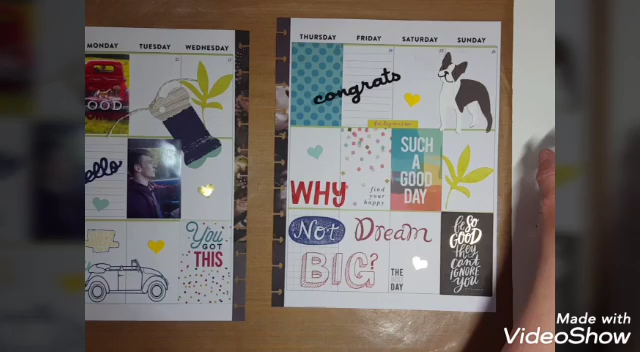 MONDAY TUESDAY WEDNESDAY
THURSDAY FRIDAY SATURDAY SUNDAY
congrats
hello
WHY
find
your
happy
SUCH
A
GOOD
DAY
You
GOT
THIS
Not Dream
BIG?
THE
DAY
be SO
GOOD
they
can't
IGNORE
YOU
Made with
VideoShow